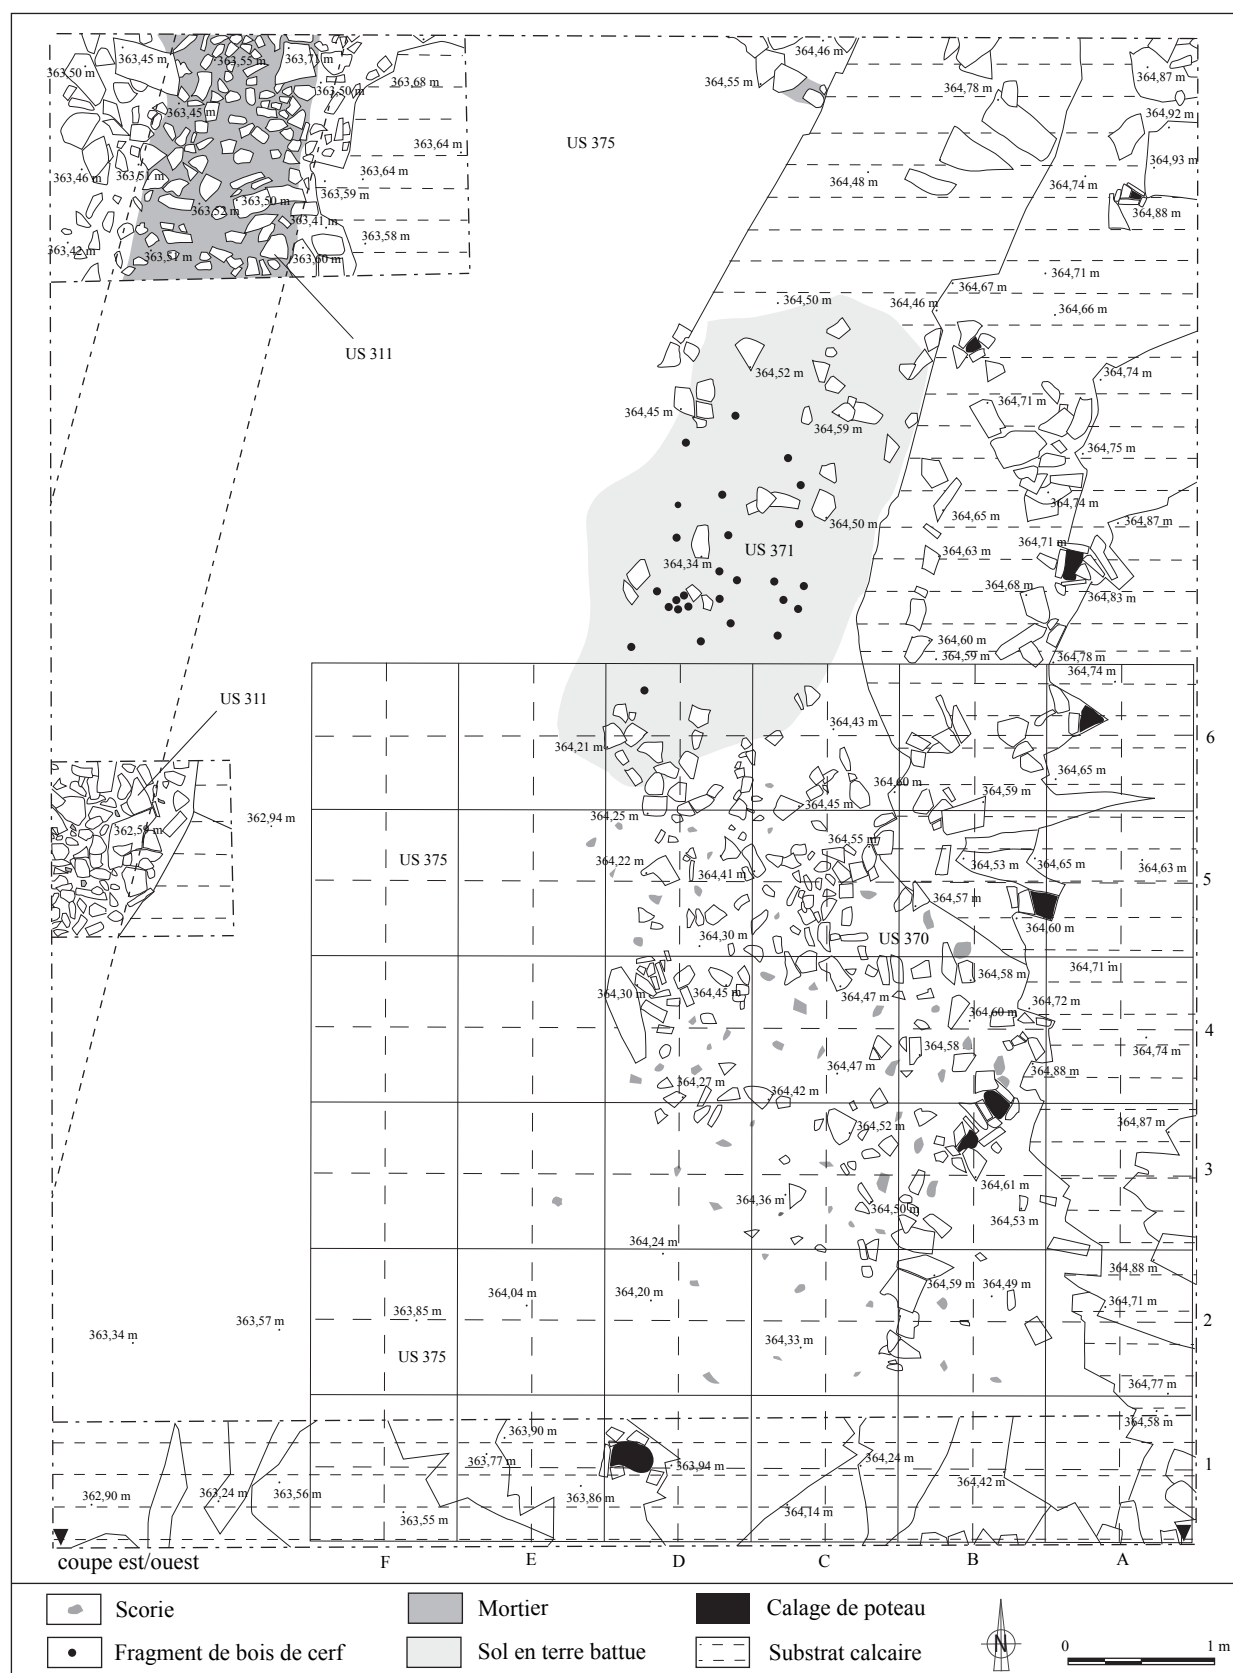 363,45 m
363,55 m
363,71 m
364,46 m
363,50 m
363,68 m
364,55 m
364,87 m
363,50 m
364,78 m
363,45 m
364,92 m
US 375
363,64 m
364,93 m
363,46 m
363,51 m
363,64 m
364,48 m
364,74 m
363,59 m
363,50 m
363,52 m
364,88 m
363,41 m
363,58 m
363,42 m
363,51 m
363,60 m
364,71 m
364,67 m
364,50 m
364,46 m
364,66 m
US 311
364,52 m
364,74 m
364,45 m
364,71 m
364,59 m
364,75 m
364,74 m
364,65 m
364,50 m
364,87 m
364,71 m
US 371
364,63 m
364,34 m
364,68 m
364,83 m
364,60 m
364,59 m
364,78 m
364,74 m
US 311
364,43 m
364,21 m
6
364,65 m
364,60 m
364,59 m
364,45 m
364,25 m
362,94 m
362,59 m
364,55 m
US 375
364,22 m
364,53 m
364,65 m
364,63 m
364,41 m
5
364,57 m
364,60 m
364,30 m
US 370
364,71 m
364,58 m
364,30 m
364,45 m
364,47 m
364,72 m
364,60 m
4
364,58
364,74 m
364,47 m
364,88 m
364,27 m
364,42 m
364,52 m
364,87 m
3
364,61 m
364,36 m
364,50 m
364,53 m
364,24 m
364,88 m
364,59 m
364,49 m
364,04 m
364,20 m
364,71 m
363,85 m
363,57 m
2
363,34 m
364,33 m
US 375
364,77 m
364,58 m
363,90 m
364,24 m
363,77 m
363,94 m
1
364,42 m
363,86 m
362,90 m
363,24 m
363,56 m
364,14 m
363,55 m
coupe est/ouest
F E D C B A
Scorie
Mortier
Calage de poteau
Fragment de bois de cerf
Sol en terre battue
Substrat calcaire
N
0 1 m